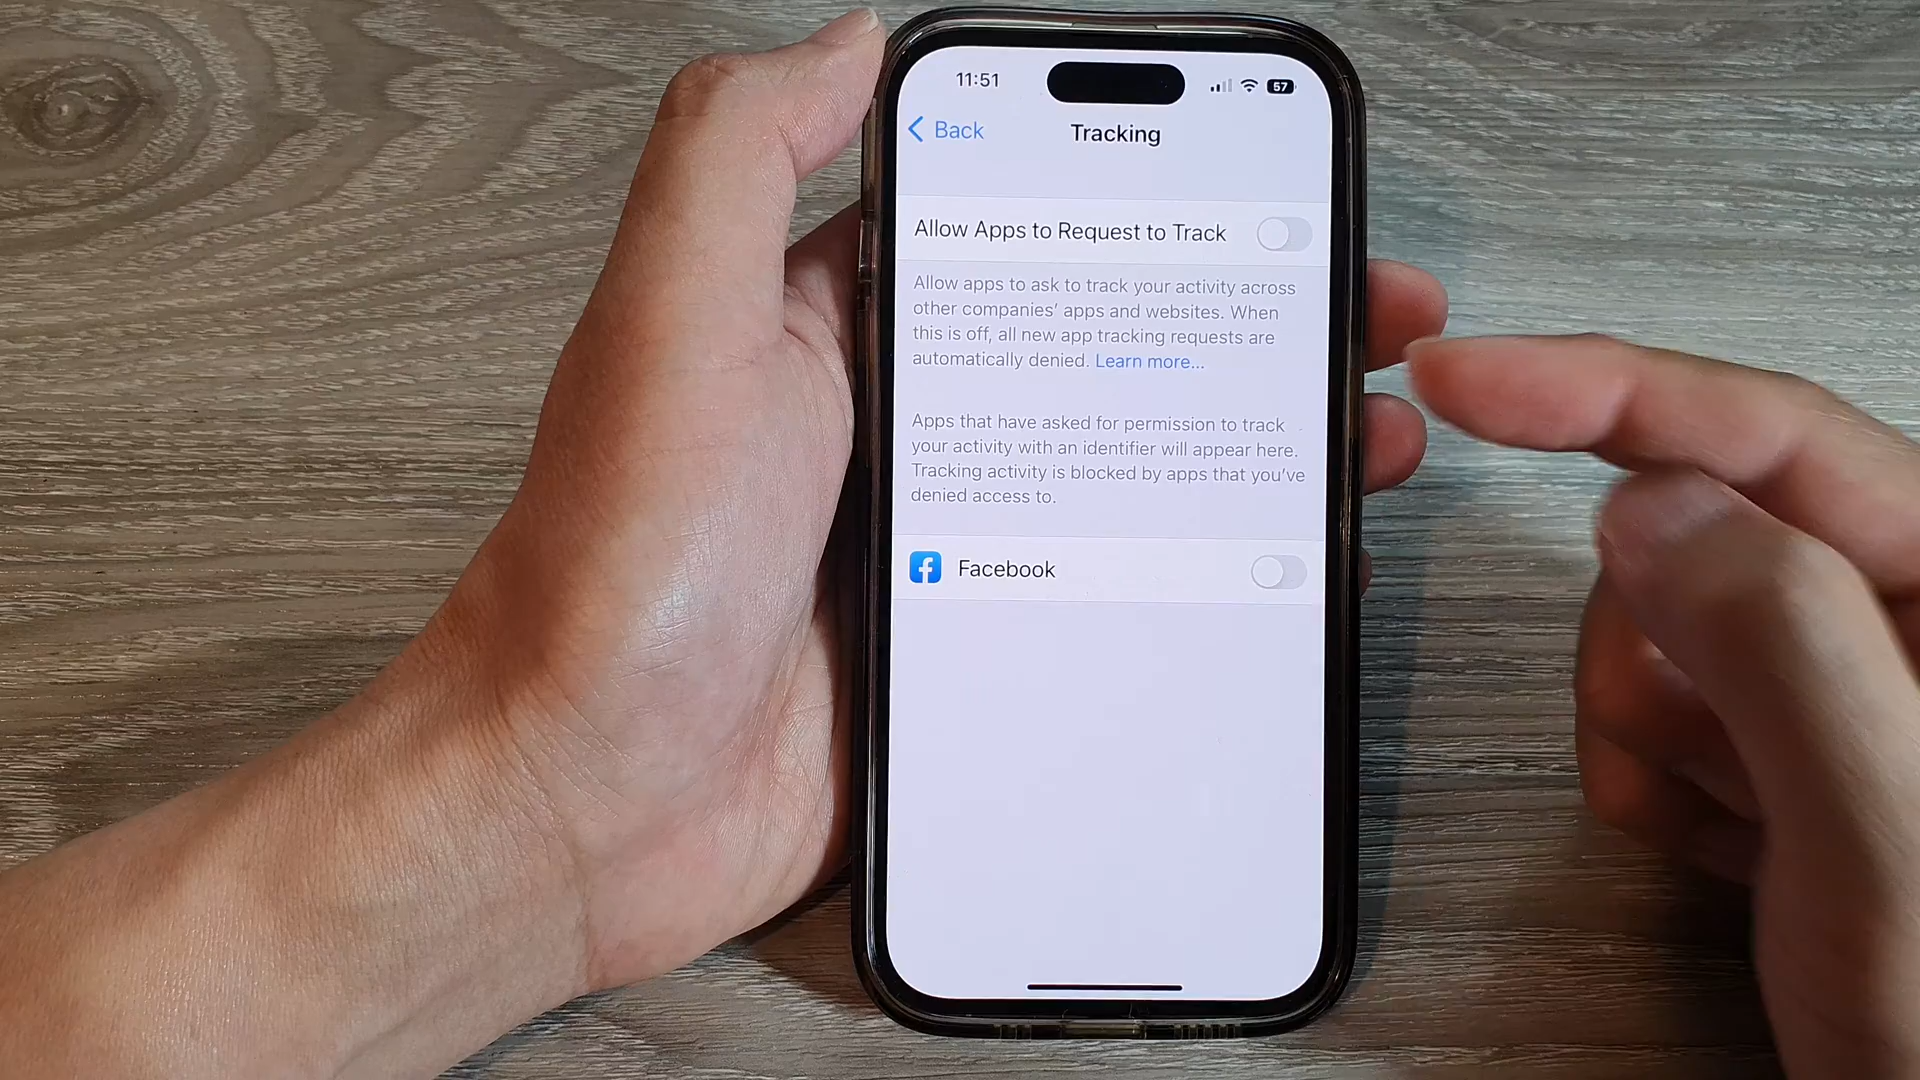 11:51
57
Back
Tracking
Allow Apps to Request to Track
Allow apps to ask to track your activity across
other companies' apps and websites. When
this is off, all new app tracking requests are
automatically denied. Learn more...
Apps that have asked for permission to track
your activity with an identifier will appear here.
Tracking activity is blocked by apps that you've
denied access to.
Facebook